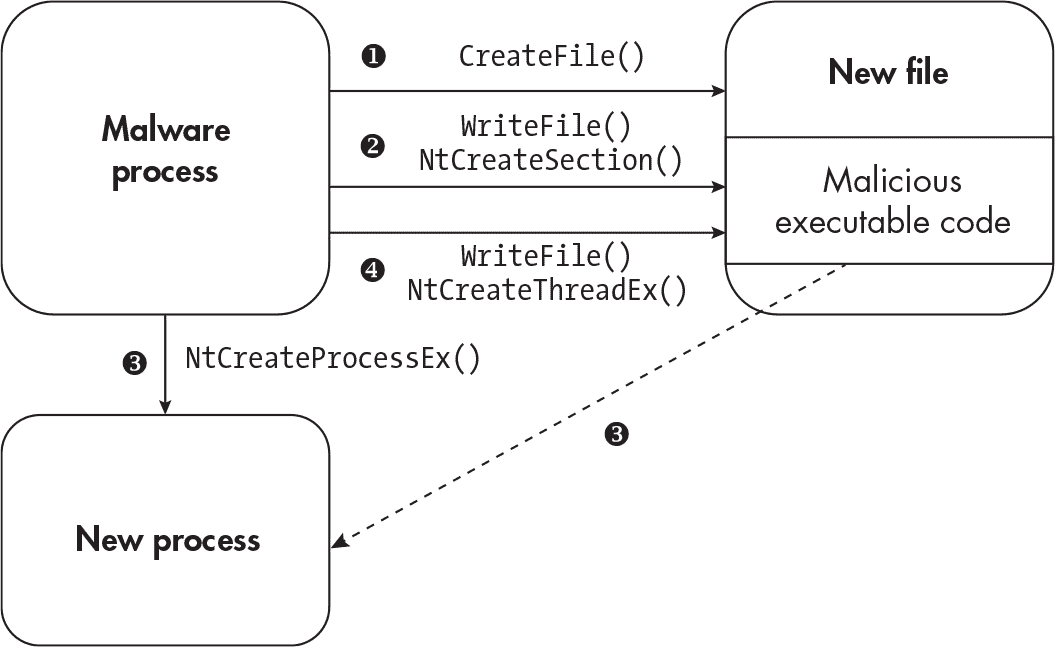 Malware
process
❶ CreateFile()
❷ WriteFile()
NtCreateSection()
❹ WriteFile()
NtCreateThreadEx()
New file
Malicious
executable code
❸ NtCreateProcessEx()
❸
New process